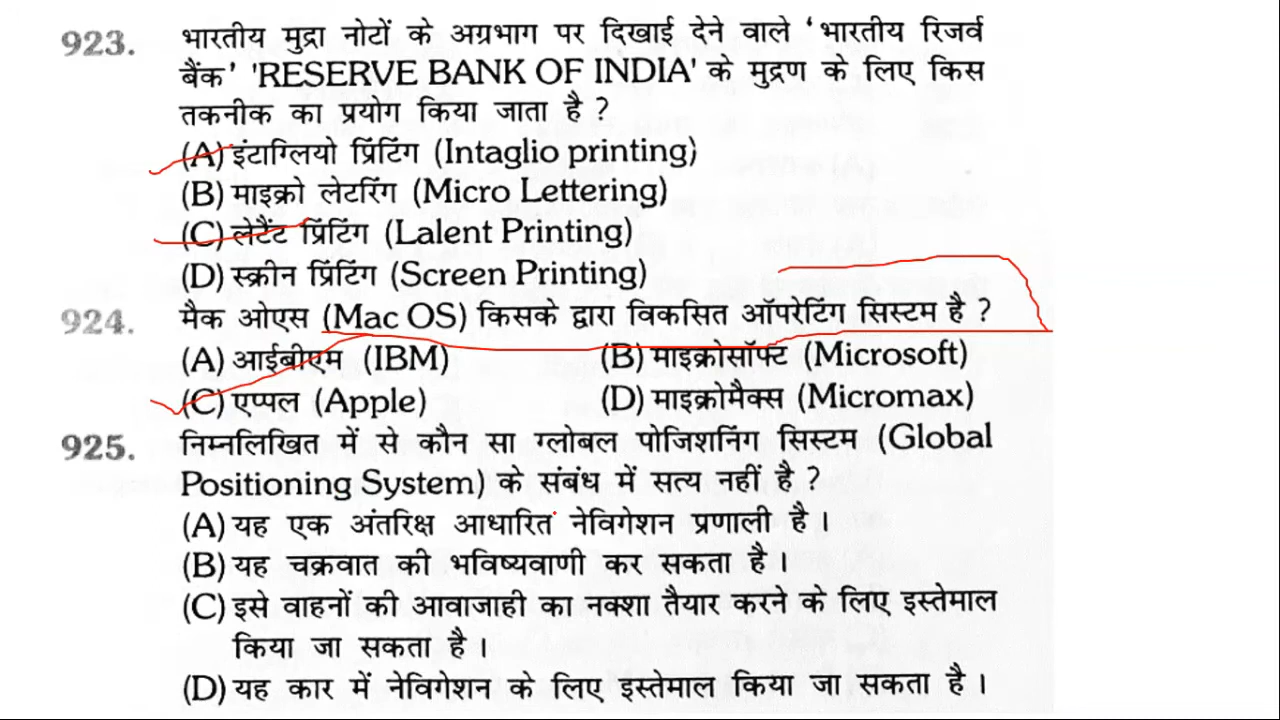 923. भारतीय मुद्रा नोटों के अग्रभाग पर दिखाई देने वाले ‘भारतीय रिजर्व
बैंक’ 'RESERVE BANK OF INDIA' के मुद्रण के लिए किस
तकनीक का प्रयोग किया जाता है ?
(A) इंटाग्लियो प्रिंटिंग (Intaglio printing)
(B) माइक्रो लेटरिंग (Micro Lettering)
(C) लेटैंट प्रिंटिंग (Lalent Printing)
(D) स्क्रीन प्रिंटिंग (Screen Printing)
924. मैक ओएस (Mac OS) किसके द्वारा विकसित ऑपरेटिंग सिस्टम है ?
(A) आईबीएम (IBM) (B) माइक्रोसॉफ्ट (Microsoft)
(C) एप्पल (Apple) (D) माइक्रोमैक्स (Micromax)
925. निम्नलिखित में से कौन सा ग्लोबल पोजिशनिंग सिस्टम (Global
Positioning System) के संबंध में सत्य नहीं है ?
(A) यह एक अंतरिक्ष आधारित नेविगेशन प्रणाली है ।
(B) यह चक्रवात की भविष्यवाणी कर सकता है ।
(C) इसे वाहनों की आवाजाही का नक्शा तैयार करने के लिए इस्तेमाल
किया जा सकता है ।
(D) यह कार में नेविगेशन के लिए इस्तेमाल किया जा सकता है ।